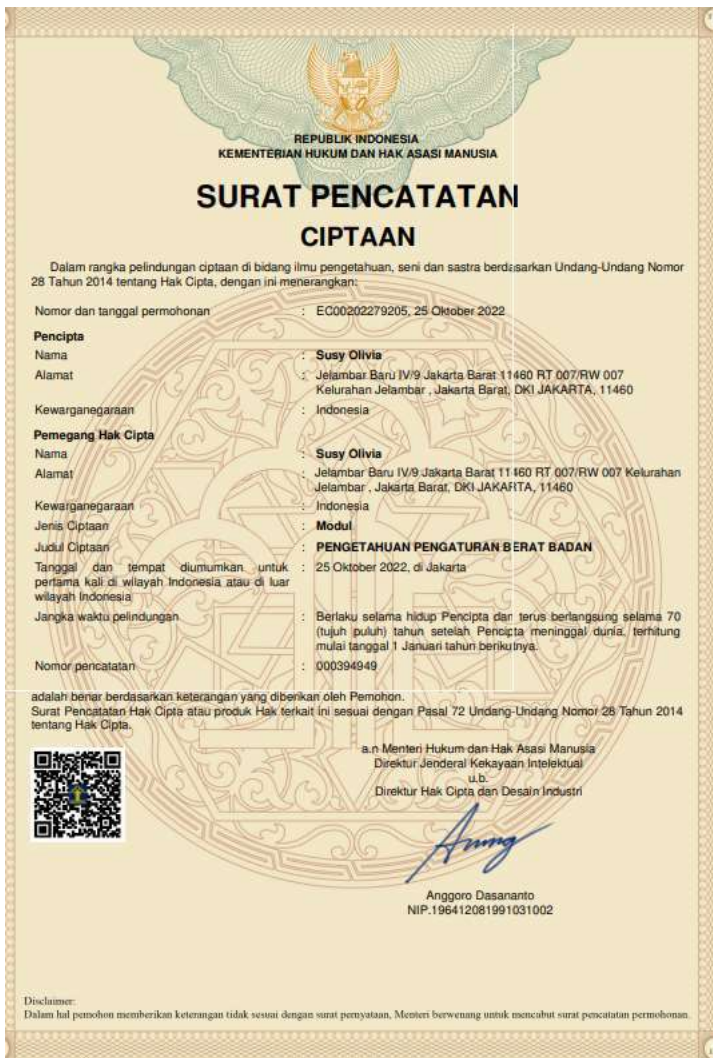 REPUBLIK INDONESIA
KEMENTERIAN HUKUM DAN HAK ASASI MANUSIA
SURAT PENCATATAN
CIPTAAN
Dalam rangka pelindungan ciptaan di bidang ilmu pengetahuan, seni dan sastra berdasarkan Undang-Undang Nomor
28 Tahun 2014 tentang Hak Cipta, dengan ini menerangkan:
Nomor dan tanggal permohonan : EC00202279205, 25 Oktober 2022
Pencipta
Nama : Susy Olivia
Alamat : Jelambar Baru IV/9 Jakarta Barat 11460 RT 007/RW 007
Kelurahan Jelambar , Jakarta Barat, DKI JAKARTA, 11460
Kewarganegaraan : Indonesia
Pemegang Hak Cipta
Nama : Susy Olivia
Alamat : Jelambar Baru IV/9 Jakarta Barat 11460 RT 007/RW 007 Kelurahan
Jelambar , Jakarta Barat, DKI JAKARTA, 11460
Kewarganegaraan : Indonesia
Jenis Ciptaan : Modul
Judul Ciptaan : PENGETAHUAN PENGATURAN BERAT BADAN
Tanggal dan tempat diumumkan untuk : 25 Oktober 2022, di Jakarta
pertama kali di wilayah Indonesia atau di luar
wilayah Indonesia
Jangka waktu pelindungan : Berlaku selama hidup Pencipta dan terus berlangsung selama 70
(tujuh puluh) tahun setelah Pencipta meninggal dunia, terhitung
mulai tanggal 1 Januari tahun berikutnya.
Nomor pencatatan : 000394949
adalah benar berdasarkan keterangan yang diberikan oleh Pemohon.
Surat Pencatatan Hak Cipta atau produk Hak terkait ini sesuai dengan Pasal 72 Undang-Undang Nomor 28 Tahun 2014
tentang Hak Cipta.
a.n Menteri Hukum dan Hak Asasi Manusia
Direktur Jenderal Kekayaan Intelektual
u.b.
Direktur Hak Cipta dan Desain Industri
Anggoro Dasananto
NIP.196412081991031002
Disclaimer:
Dalam hal pemohon memberikan keterangan tidak sesuai dengan surat pernyataan, Menteri berwenang untuk mencabut surat pencatatan permohonan.